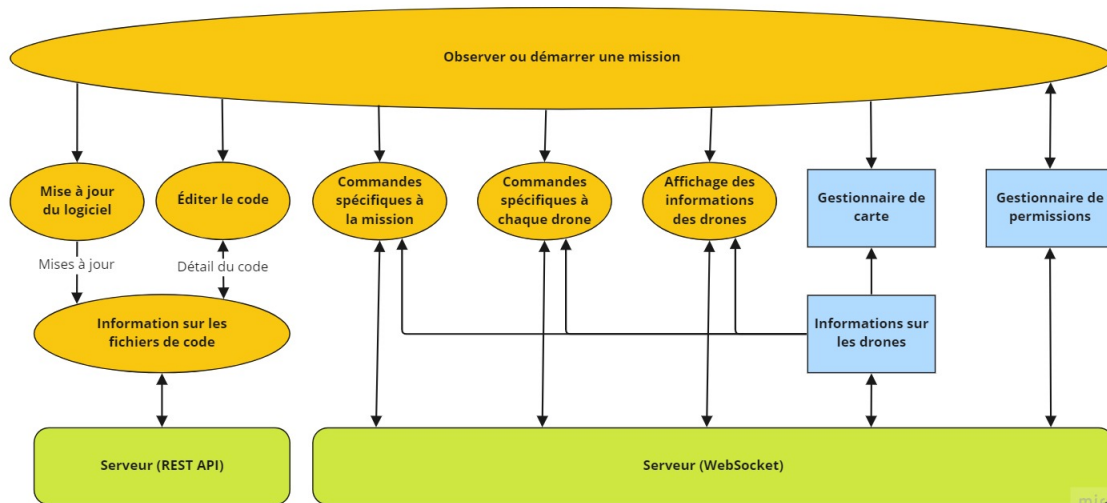 Observer ou démarrer une mission
Mise à jour
du logiciel
Éditer le code
Commandes
spécifiques à
la mission
Commandes
spécifiques à
chaque drone
Affichage des
informations
des drones
Gestionnaire de
carte
Gestionnaire de
permissions
Mises à jour
Détail du code
Information sur les
fichiers de code
Informations sur
les drones
Serveur (REST API)
Serveur (WebSocket)